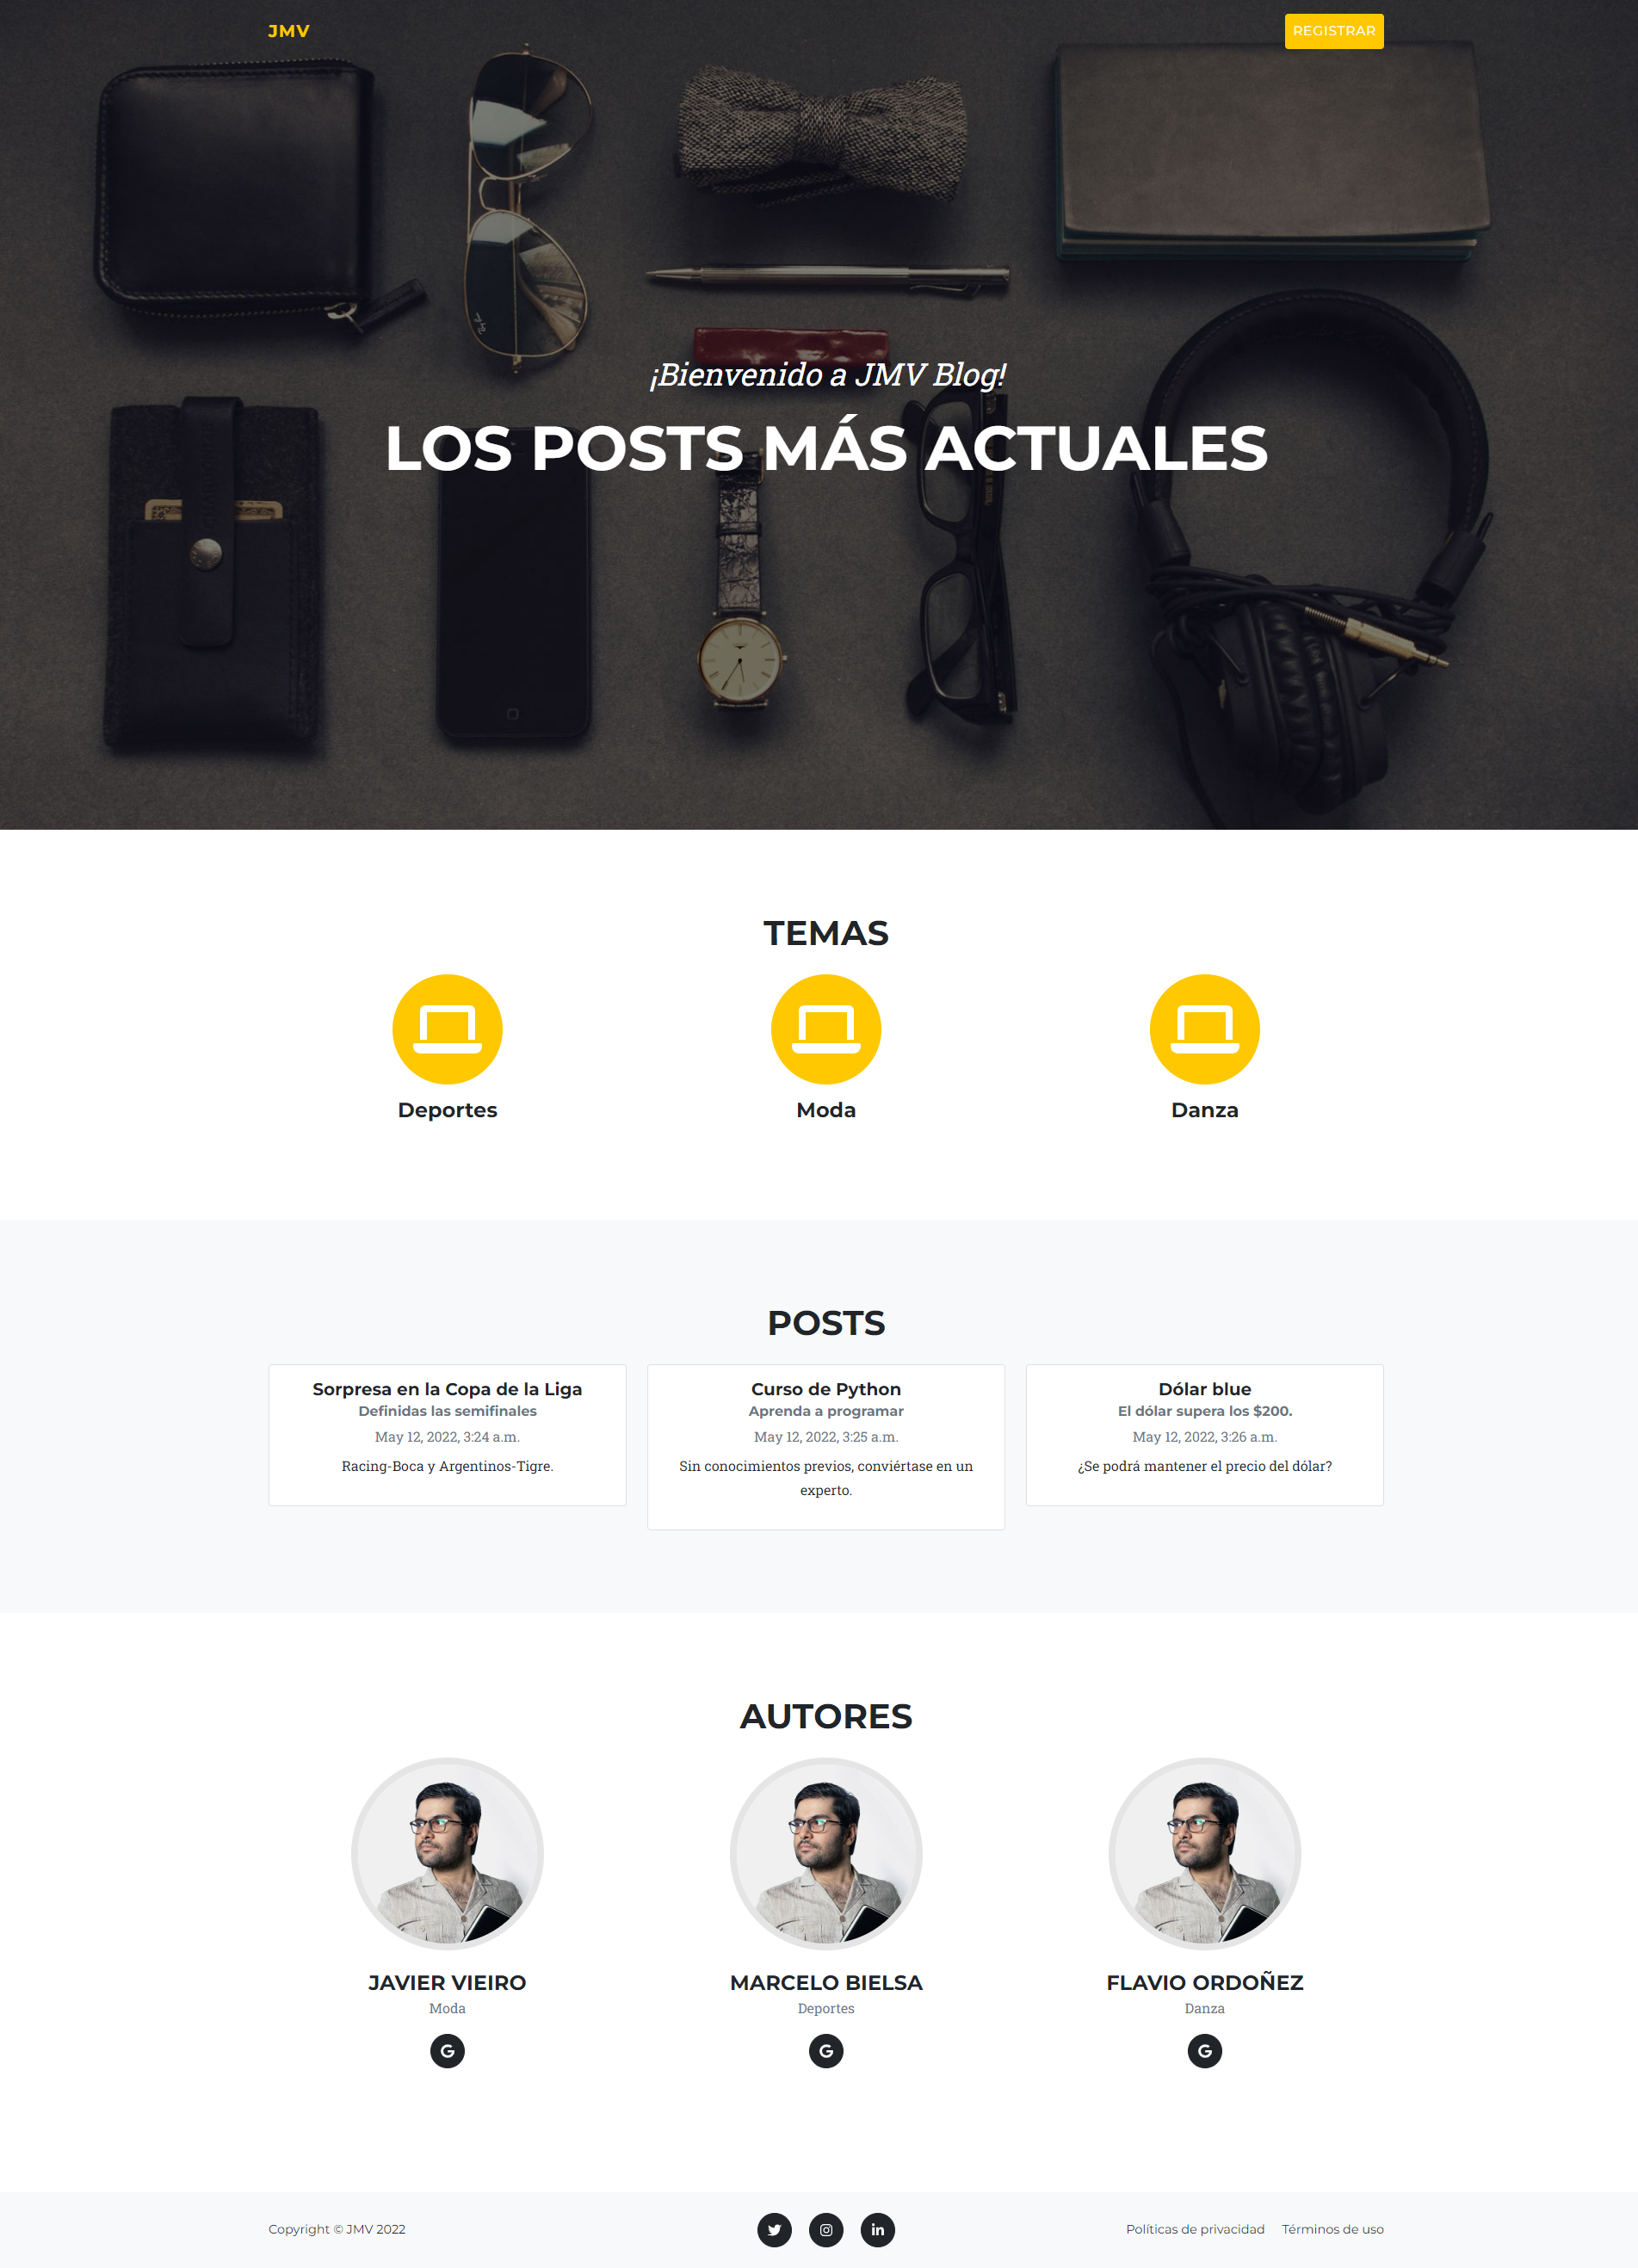 JMV
REGISTRAR
¡Bienvenido a JMV Blog!
LOS POSTS MÁS ACTUALES
TEMAS
Deportes
Moda
Danza
POSTS
Sorpresa en la Copa de la Liga
Definidas las semifinales
May 12, 2022, 3:24 a.m.
Racing-Boca y Argentinos-Tigre.
Curso de Python
Aprenda a programar
May 12, 2022, 3:25 a.m.
Sin conocimientos previos, conviértase en un
experto.
Dólar blue
El dólar supera los $200.
May 12, 2022, 3:26 a.m.
¿Se podrá mantener el precio del dólar?
AUTORES
JAVIER VIEIRO
Moda
MARCELO BIELSA
Deportes
FLAVIO ORDOÑEZ
Danza
Copyright © JMV 2022
Políticas de privacidad
Términos de uso